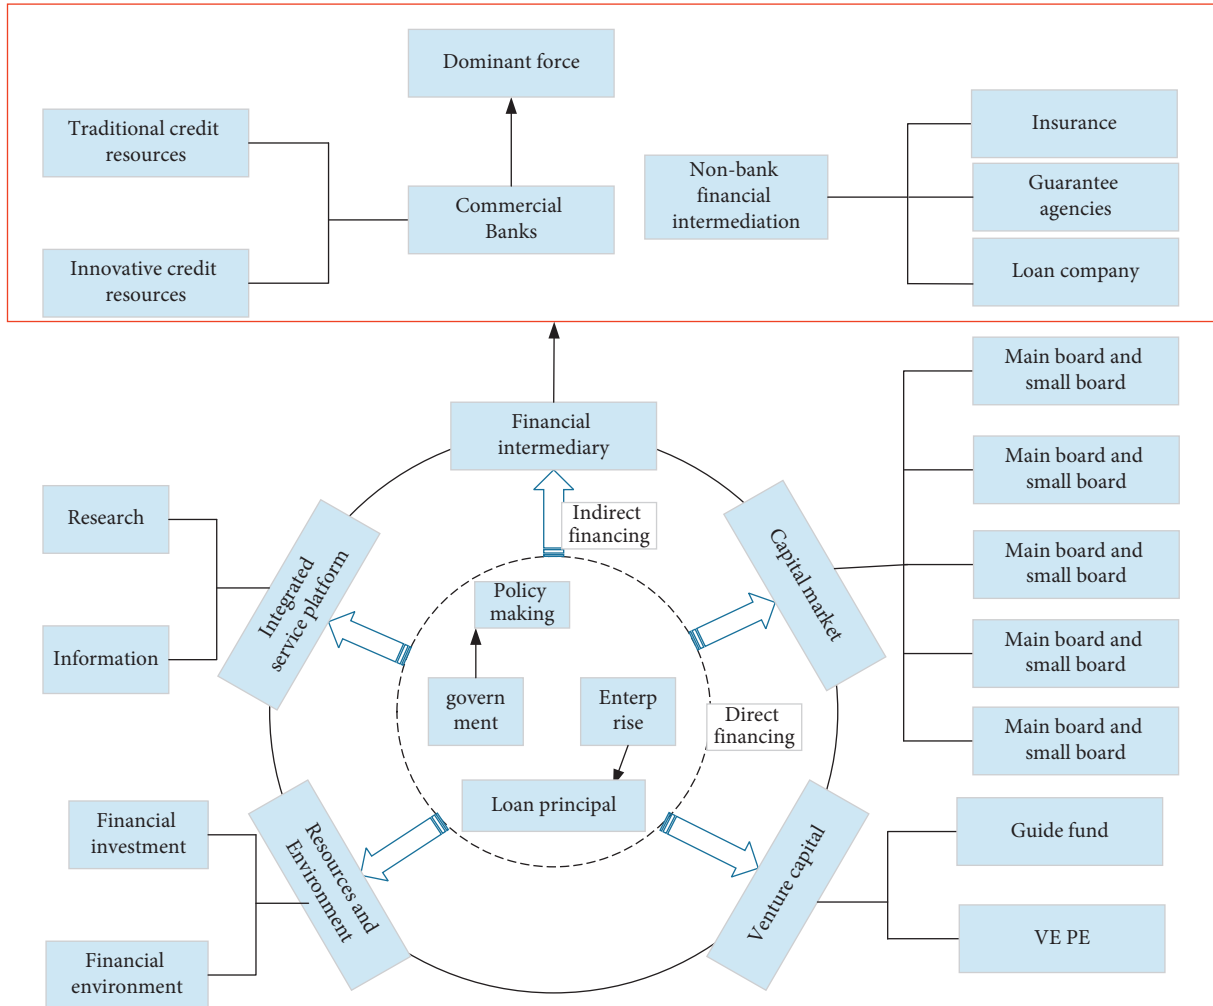 Dominant force
Traditional credit
resources
Commercial
Banks
Innovative credit
resources
Non-bank
financial
intermediation
Insurance
Guarantee
agencies
Loan company
Financial
intermediary
Indirect
financing
Research
Information
Integrated
service platform
Policy
making
govern
ment
Enterp
rise
Loan principal
Direct
financing
Capital market
Main board and
small board
Main board and
small board
Main board and
small board
Main board and
small board
Main board and
small board
Financial
investment
Financial
environment
Resources and
Environment
Venture capital
Guide fund
VE PE